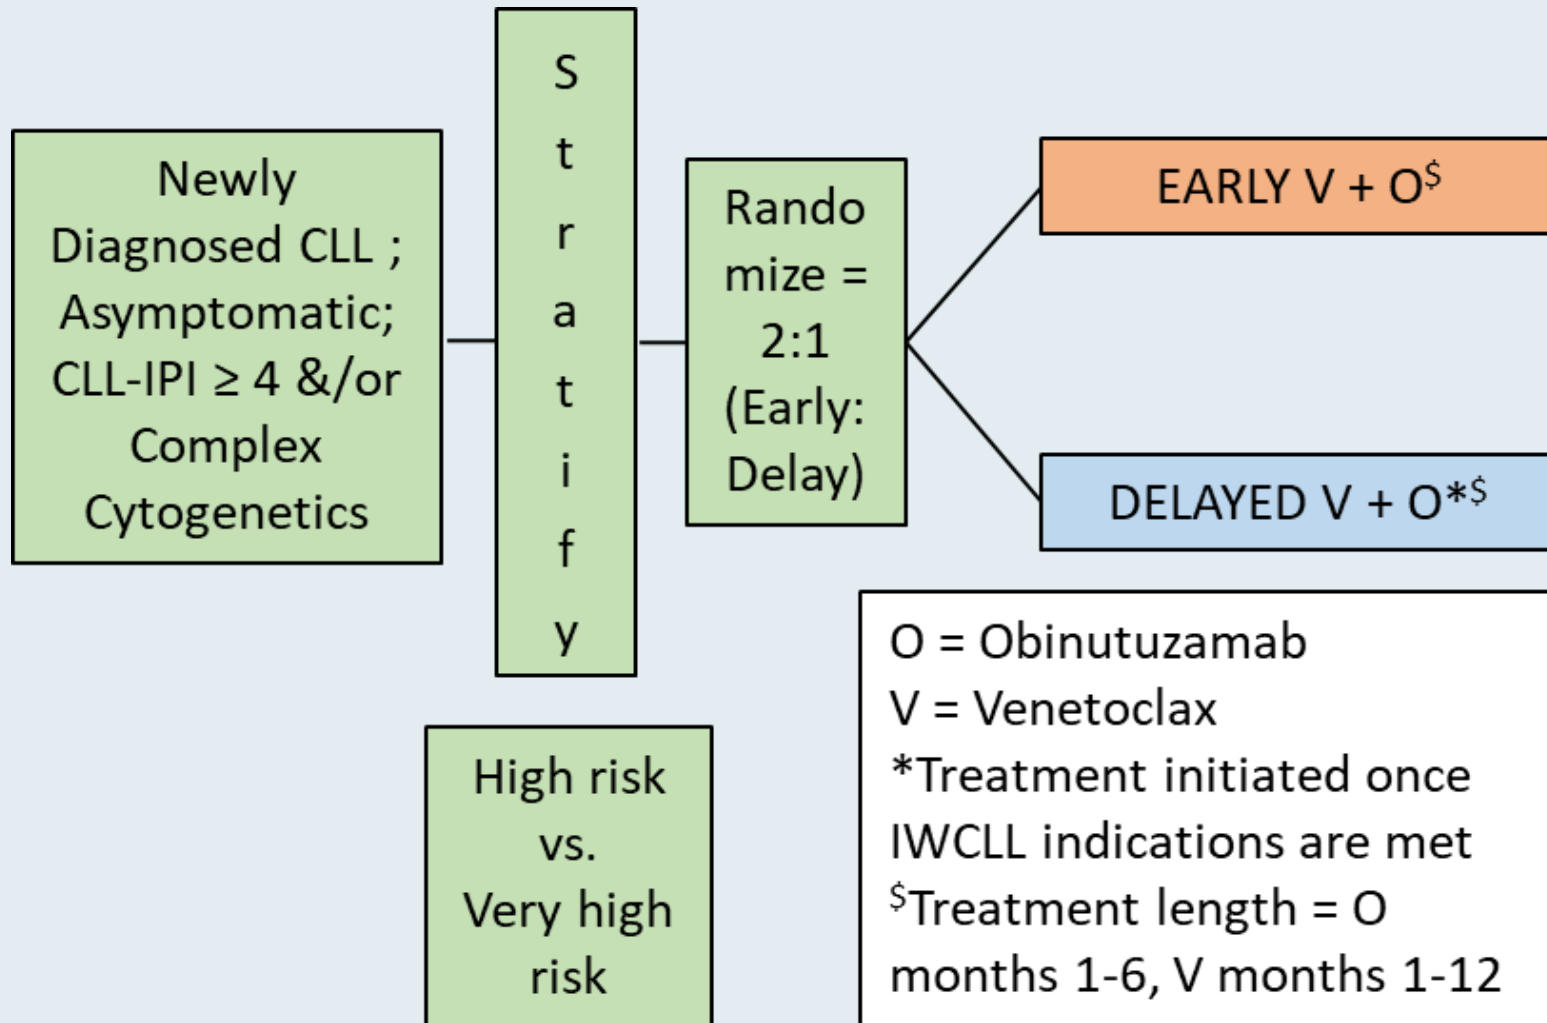 Newly
Diagnosed CLL ;
Asymptomatic;
CLL-IPI ≥ 4 &/or
Complex
Cytogenetics
S
t
r
a
t
i
f
y
High risk
vs.
Very high
risk
Rando
mize =
2:1
(Early:
Delay)
EARLY V + O$
DELAYED V + O*$
O = Obinutuzamab
V = Venetoclax
*Treatment initiated once
IWCLL indications are met
$Treatment length = O
months 1-6, V months 1-12